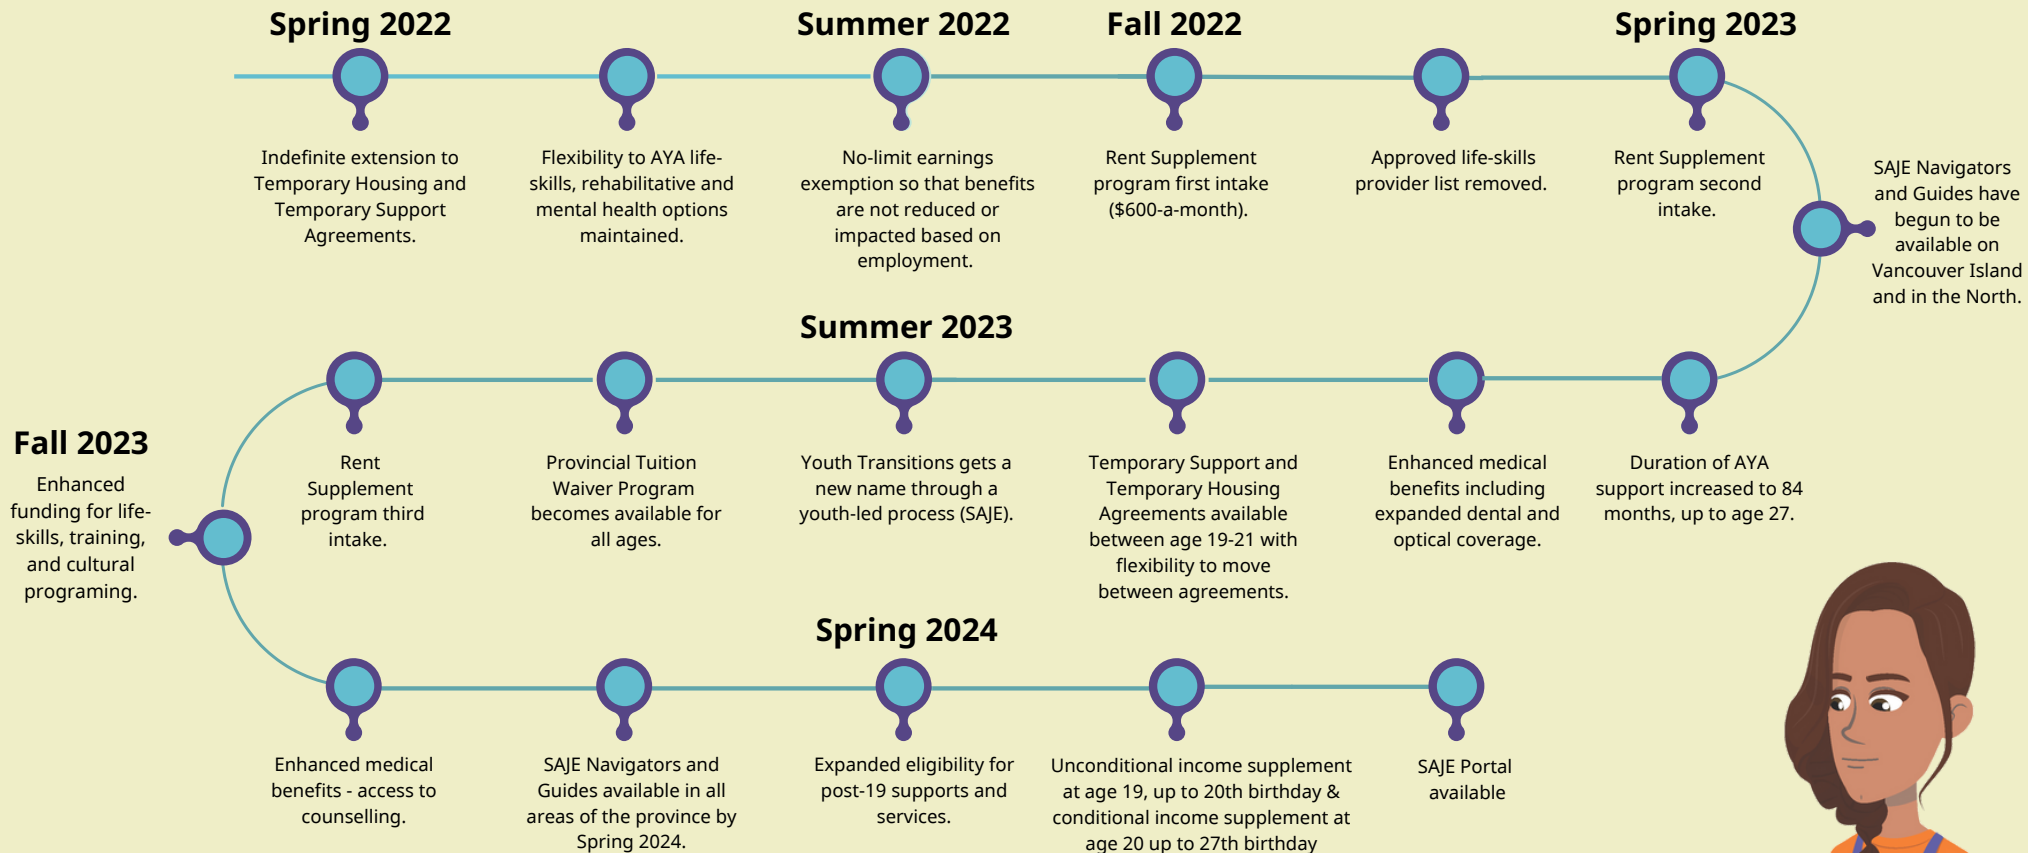 Spring 2022
Indefinite extension to
Temporary Housing and
Temporary Support
Agreements.
Flexibility to AYA life-
skills, rehabilitative and
mental health options
maintained.
Summer 2022
No-limit earnings
exemption so that benefits
are not reduced or
impacted based on
employment.
Fall 2022
Rent Supplement
program first intake
($600-a-month).
Approved life-skills
provider list removed.
Spring 2023
Rent Supplement
program second
intake.
SAJE Navigators
and Guides have
begun to be
available on
Vancouver Island
and in the North.
Duration of AYA
support increased to 84
months, up to age 27.
Enhanced medical
benefits including
expanded dental and
optical coverage.
Temporary Support and
Temporary Housing
Agreements available
between age 19-21 with
flexibility to move
between agreements.
Summer 2023
Youth Transitions gets a
new name through a
youth-led process (SAJE).
Provincial Tuition
Waiver Program
becomes available for
all ages.
Rent
Supplement
program third
intake.
Fall 2023
Enhanced
funding for life-
skills, training,
and cultural
programing.
Enhanced medical
benefits - access to
counselling.
SAJE Navigators and
Guides available in all
areas of the province by
Spring 2024.
Spring 2024
Expanded eligibility for
post-19 supports and
services.
Unconditional income supplement
at age 19, up to 20th birthday &
conditional income supplement at
age 20 up to 27th birthday
SAJE Portal
available